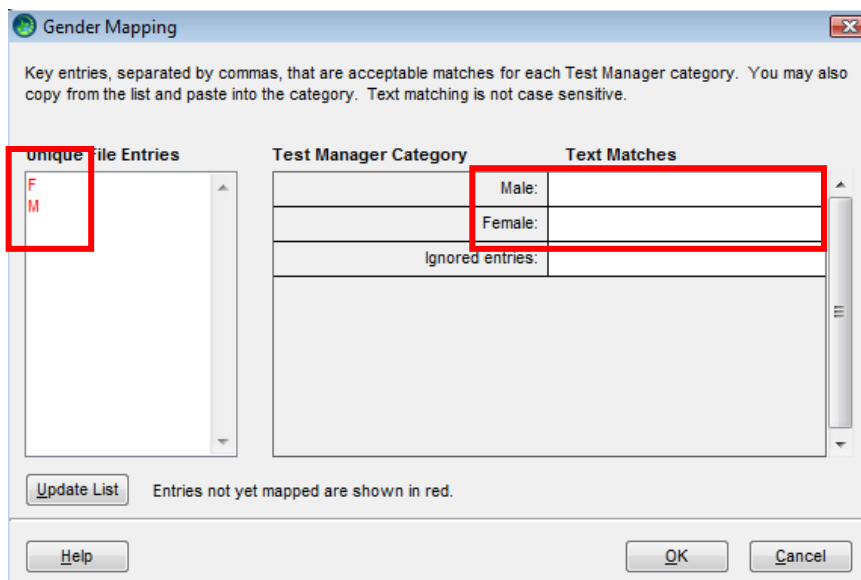 Gender Mapping
Key entries, separated by commas, that are acceptable matches for each Test Manager category. You may also
copy from the list and paste into the category. Text matching is not case sensitive.
Unique File Entries
Test Manager Category
Text Matches
F
M
Male:
Female:
Ignored entries:
Update List
Entries not yet mapped are shown in red.
Help
OK
Cancel